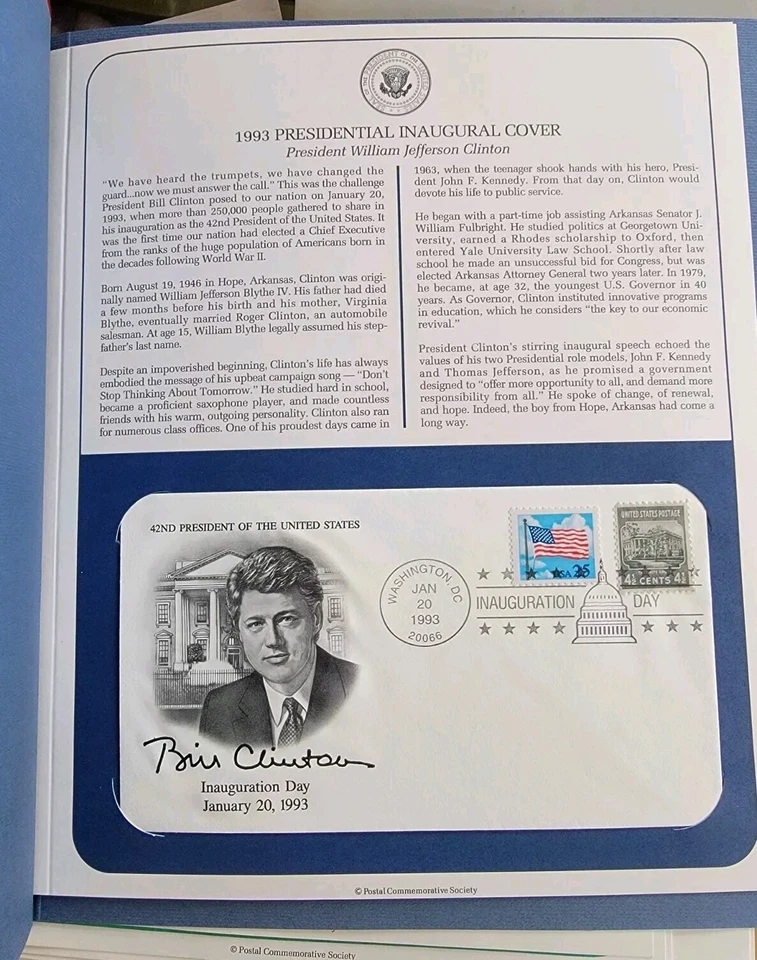 SEAL OF THE PRESIDENT OF THE UNITED STATES
1993 PRESIDENTIAL INAUGURAL COVER
President William Jefferson Clinton
"We have heard the trumpets, we have changed the
guard...now we must answer the call." This was the challenge
President Bill Clinton posed to our nation on January 20,
1993, when more than 250,000 people gathered to share in
his inauguration as the 42nd President of the United States. It
was the first time our nation had elected a Chief Executive
from the ranks of the huge population of Americans born in
the decades following World War II.
Born August 19, 1946 in Hope, Arkansas, Clinton was origi-
nally named William Jefferson Blythe IV. His father had died
a few months before his birth and his mother, Virginia
Blythe, eventually married Roger Clinton, an automobile
salesman. At age 15, William Blythe legally assumed his step-
father's last name.
Despite an impoverished beginning, Clinton's life has always
embodied the message of his upbeat campaign song — "Don't
Stop Thinking About Tomorrow." He studied hard in school,
became a proficient saxophone player, and made countless
friends with his warm, outgoing personality. Clinton also ran
for numerous class offices. One of his proudest days came in
1963, when the teenager shook hands with his hero, Presi-
dent John F. Kennedy. From that day on, Clinton would
devote his life to public service.
He began with a part-time job assisting Arkansas Senator J.
William Fulbright. He studied politics at Georgetown Uni-
versity, earned a Rhodes scholarship to Oxford, then
entered Yale University Law School. Shortly after law
school he made an unsuccessful bid for Congress, but was
elected Arkansas Attorney General two years later. In 1979,
he became, at age 32, the youngest U.S. Governor in 40
years. As Governor, Clinton instituted innovative programs
in education, which he considers "the key to our economic
revival."
President Clinton's stirring inaugural speech echoed the
values of his two Presidential role models, John F. Kennedy
and Thomas Jefferson, as he promised a government
designed to "offer more opportunity to all, and demand more
responsibility from all." He spoke of change, of renewal,
and hope. Indeed, the boy from Hope, Arkansas had come a
long way.
42ND PRESIDENT OF THE UNITED STATES
Bill Clinton
Inauguration Day
January 20, 1993
WASHINGTON, DC
JAN
20
1993
20066
USA 25
UNITED STATES POSTAGE
4½ CENTS 4½
INAUGURATION DAY
© Postal Commemorative Society
© Postal Commemorative Society